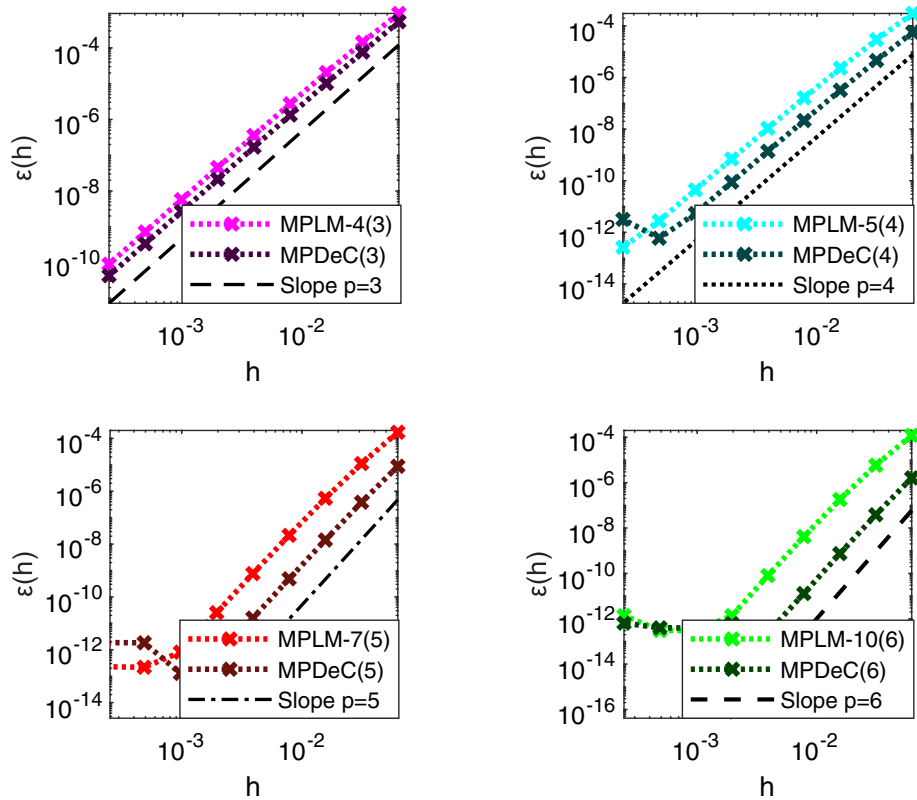 10^-4
10^-6
10^-8
10^-10
ε(h)
MPLM-4(3)
MPDeC(3)
Slope p=3
10^-3
10^-2
h
10^-4
10^-6
10^-8
10^-10
10^-12
10^-14
ε(h)
MPLM-5(4)
MPDeC(4)
Slope p=4
10^-3
10^-2
h
10^-4
10^-6
10^-8
10^-10
10^-12
10^-14
ε(h)
MPLM-7(5)
MPDeC(5)
Slope p=5
10^-3
10^-2
h
10^-4
10^-6
10^-8
10^-10
10^-12
10^-14
10^-16
ε(h)
MPLM-10(6)
MPDeC(6)
Slope p=6
10^-3
10^-2
h